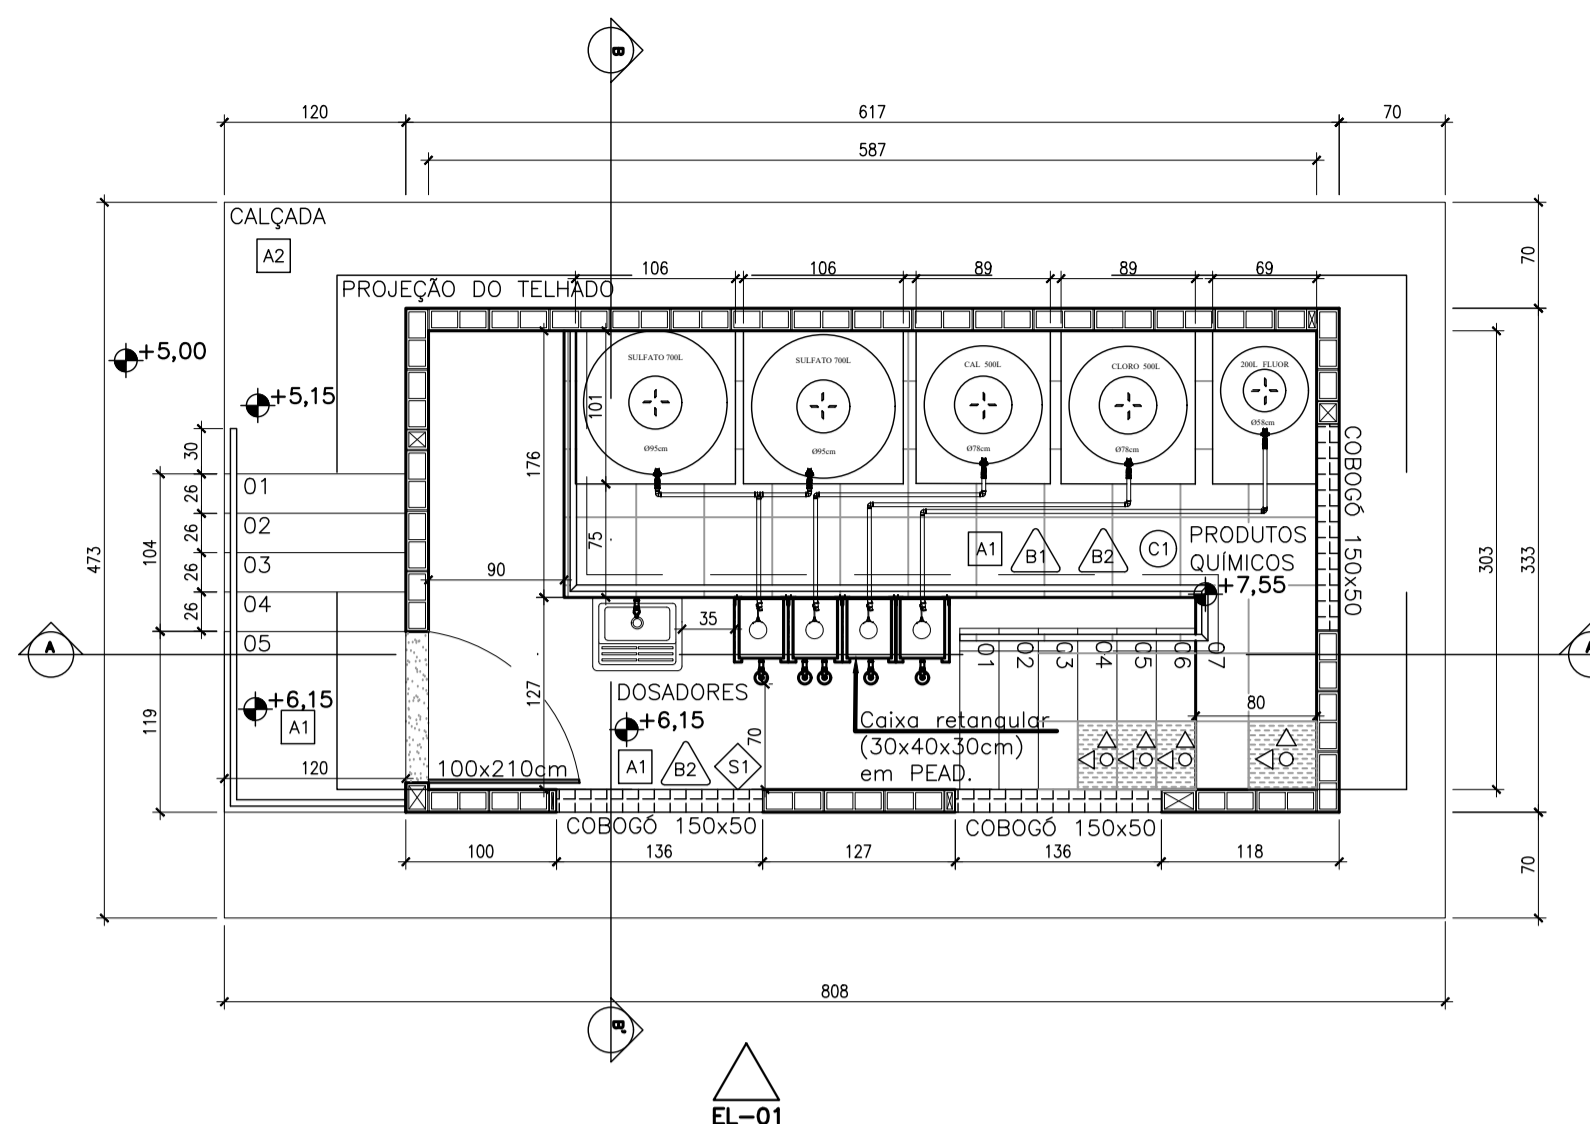 B
120
617
70
587
CALÇADA
A2
PROJEÇÃO DO TELHADO
106
106
89
89
69
70
+5,00
+5,15
SULFATO 700L
SULFATO 700L
CAL 500L
CLORO 500L
200L FLUOR
Ø95cm
Ø95cm
Ø78cm
Ø78cm
Ø58cm
101
176
75
90
30
26
26
26
26
104
473
119
01
02
03
04
05
COBOGÓ 150x50
303
333
A1
B1
B2
C1
PRODUTOS
QUÍMICOS
+7,55
35
01
02
03
04
05
06
07
A
A
+6,15
A1
120
127
DOSADORES
+6,15
A1
B2
S1
70
Caixa retangular
(30x40x30cm)
em PEAD.
80
100x210cm
COBOGÓ 150x50
COBOGÓ 150x50
100
136
127
136
118
70
808
B'
EL-01